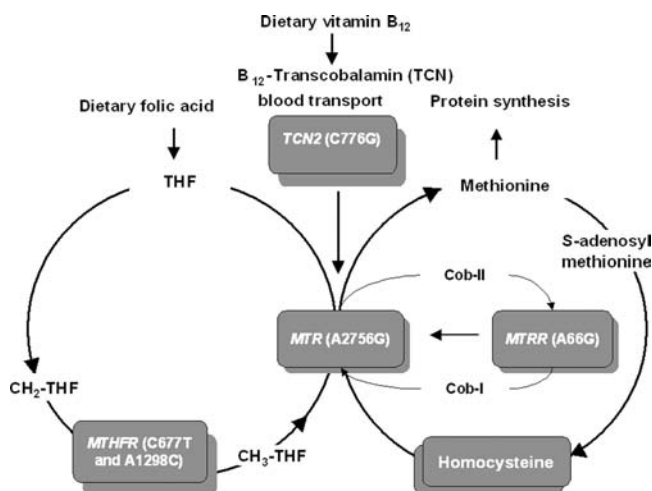 Dietary vitamin B12
B12-Transcobalamin (TCN)
blood transport
Dietary folic acid
Protein synthesis
TCN2 (C776G)
THF
Methionine
S-adenosyl
methionine
Cob-II
MTR (A2756G)
MTRR (A66G)
Cob-I
CH2-THF
MTHFR (C677T
and A1298C)
CH3-THF
Homocysteine